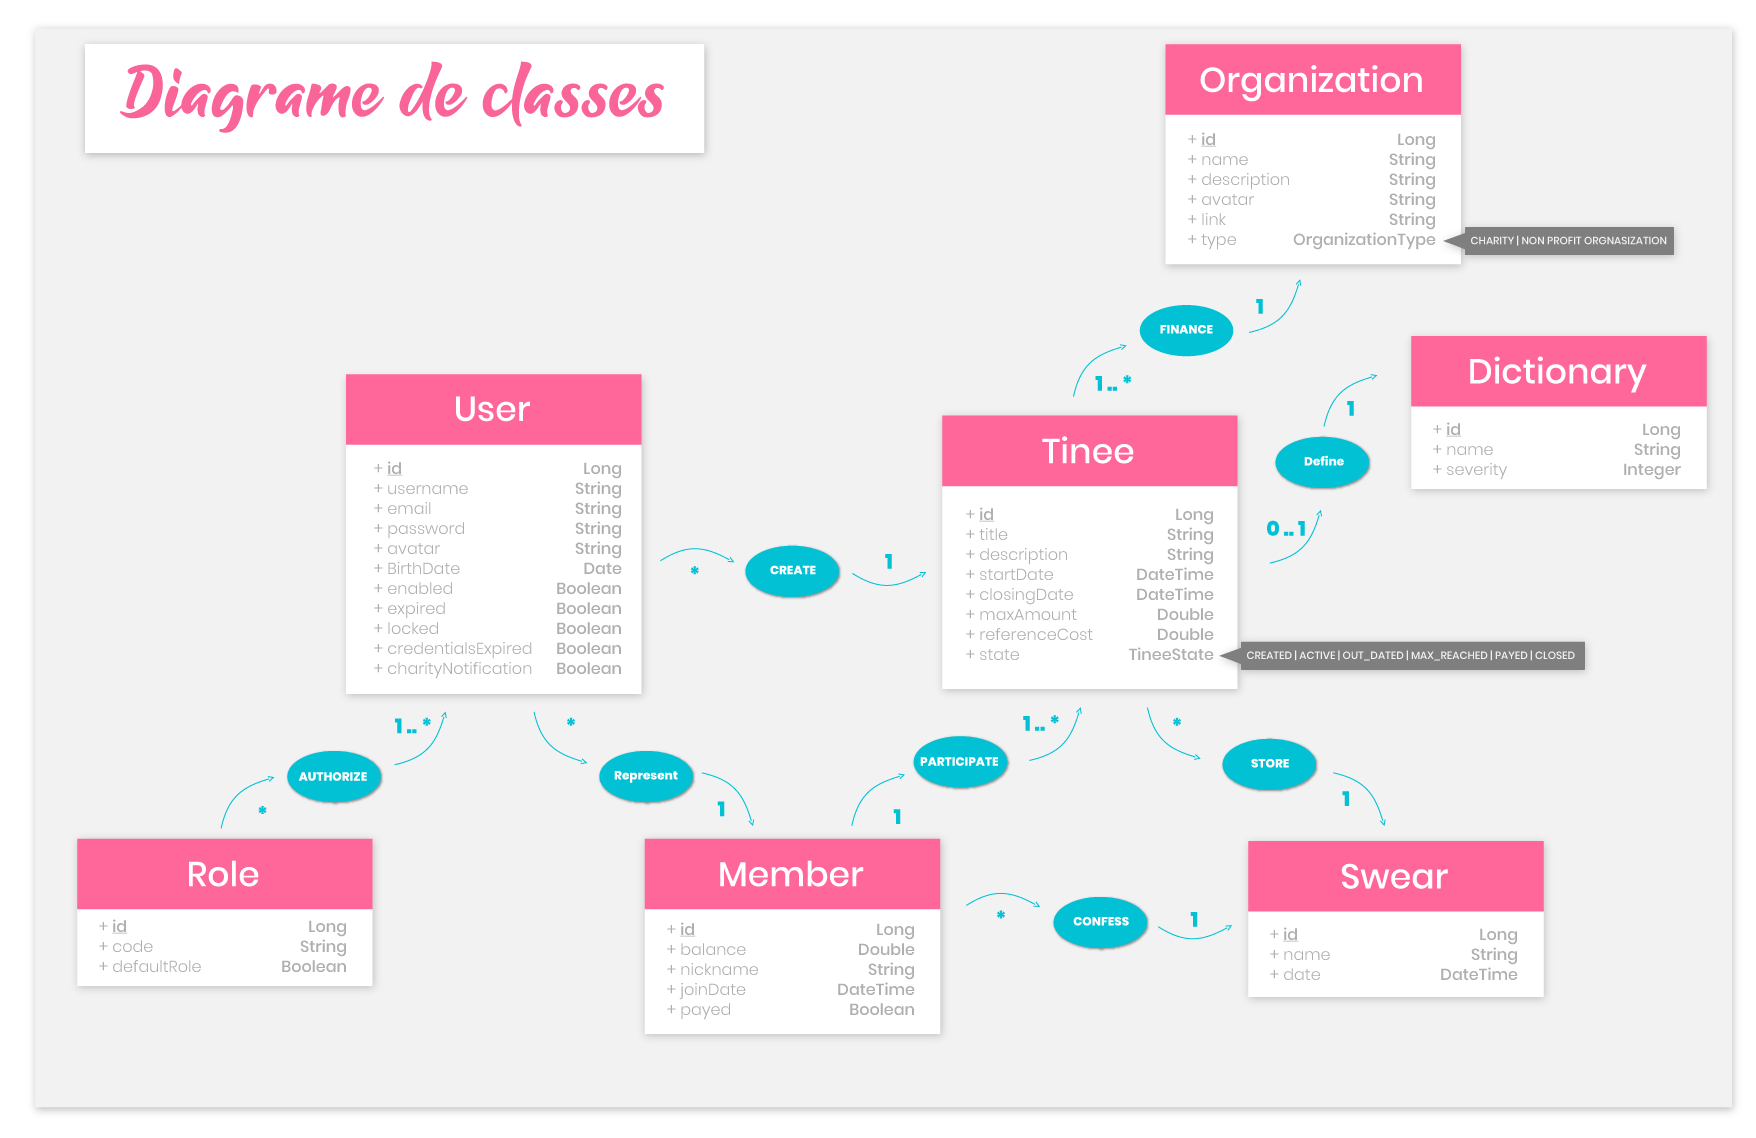 Diagrame de classes
Organization
+ id Long
+ name String
+ description String
+ avatar String
+ link String
+ type OrganizationType
CHARITY | NON PROFIT ORGNASIZATION
FINANCE
1
1..*
Dictionary
+ id Long
+ name String
+ severity Integer
1
Define
0..1
User
+ id Long
+ username String
+ email String
+ password String
+ avatar String
+ BirthDate Date
+ enabled Boolean
+ expired Boolean
+ locked Boolean
+ credentialsExpired Boolean
+ charityNotification Boolean
*
CREATE
1
Tinee
+ id Long
+ title String
+ description String
+ startDate DateTime
+ closingDate DateTime
+ maxAmount Double
+ referenceCost Double
+ state TineeState
CREATED | ACTIVE | OUT_DATED | MAX_REACHED | PAYED | CLOSED
1..*
AUTHORIZE
*
*
Represent
1
1..*
PARTICIPATE
1
*
STORE
1
Role
+ id Long
+ code String
+ defaultRole Boolean
Member
+ id Long
+ balance Double
+ nickname String
+ joinDate DateTime
+ payed Boolean
*
CONFESS
1
Swear
+ id Long
+ name String
+ date DateTime